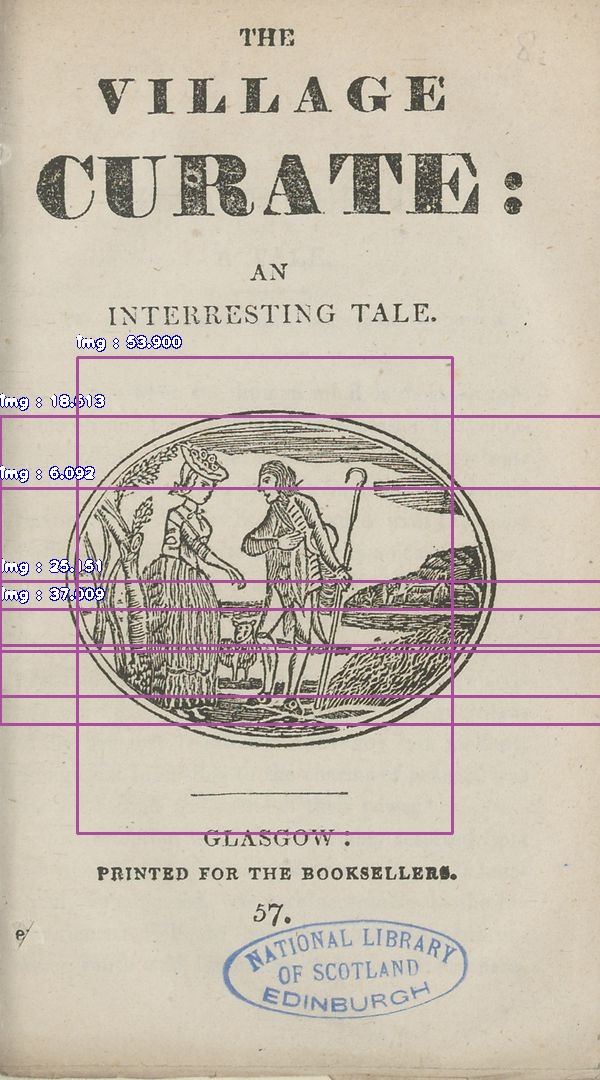 THE
VILLAGE
CURATE:
AN
INTERRESTING TALE.
img : 53.900
img : 18.613
img : 6.092
img : 25.151
img : 37.009
GLASGOW:
PRINTED FOR THE BOOKSELLERS.
57.
NATIONAL LIBRARY
OF SCOTLAND
EDINBURGH